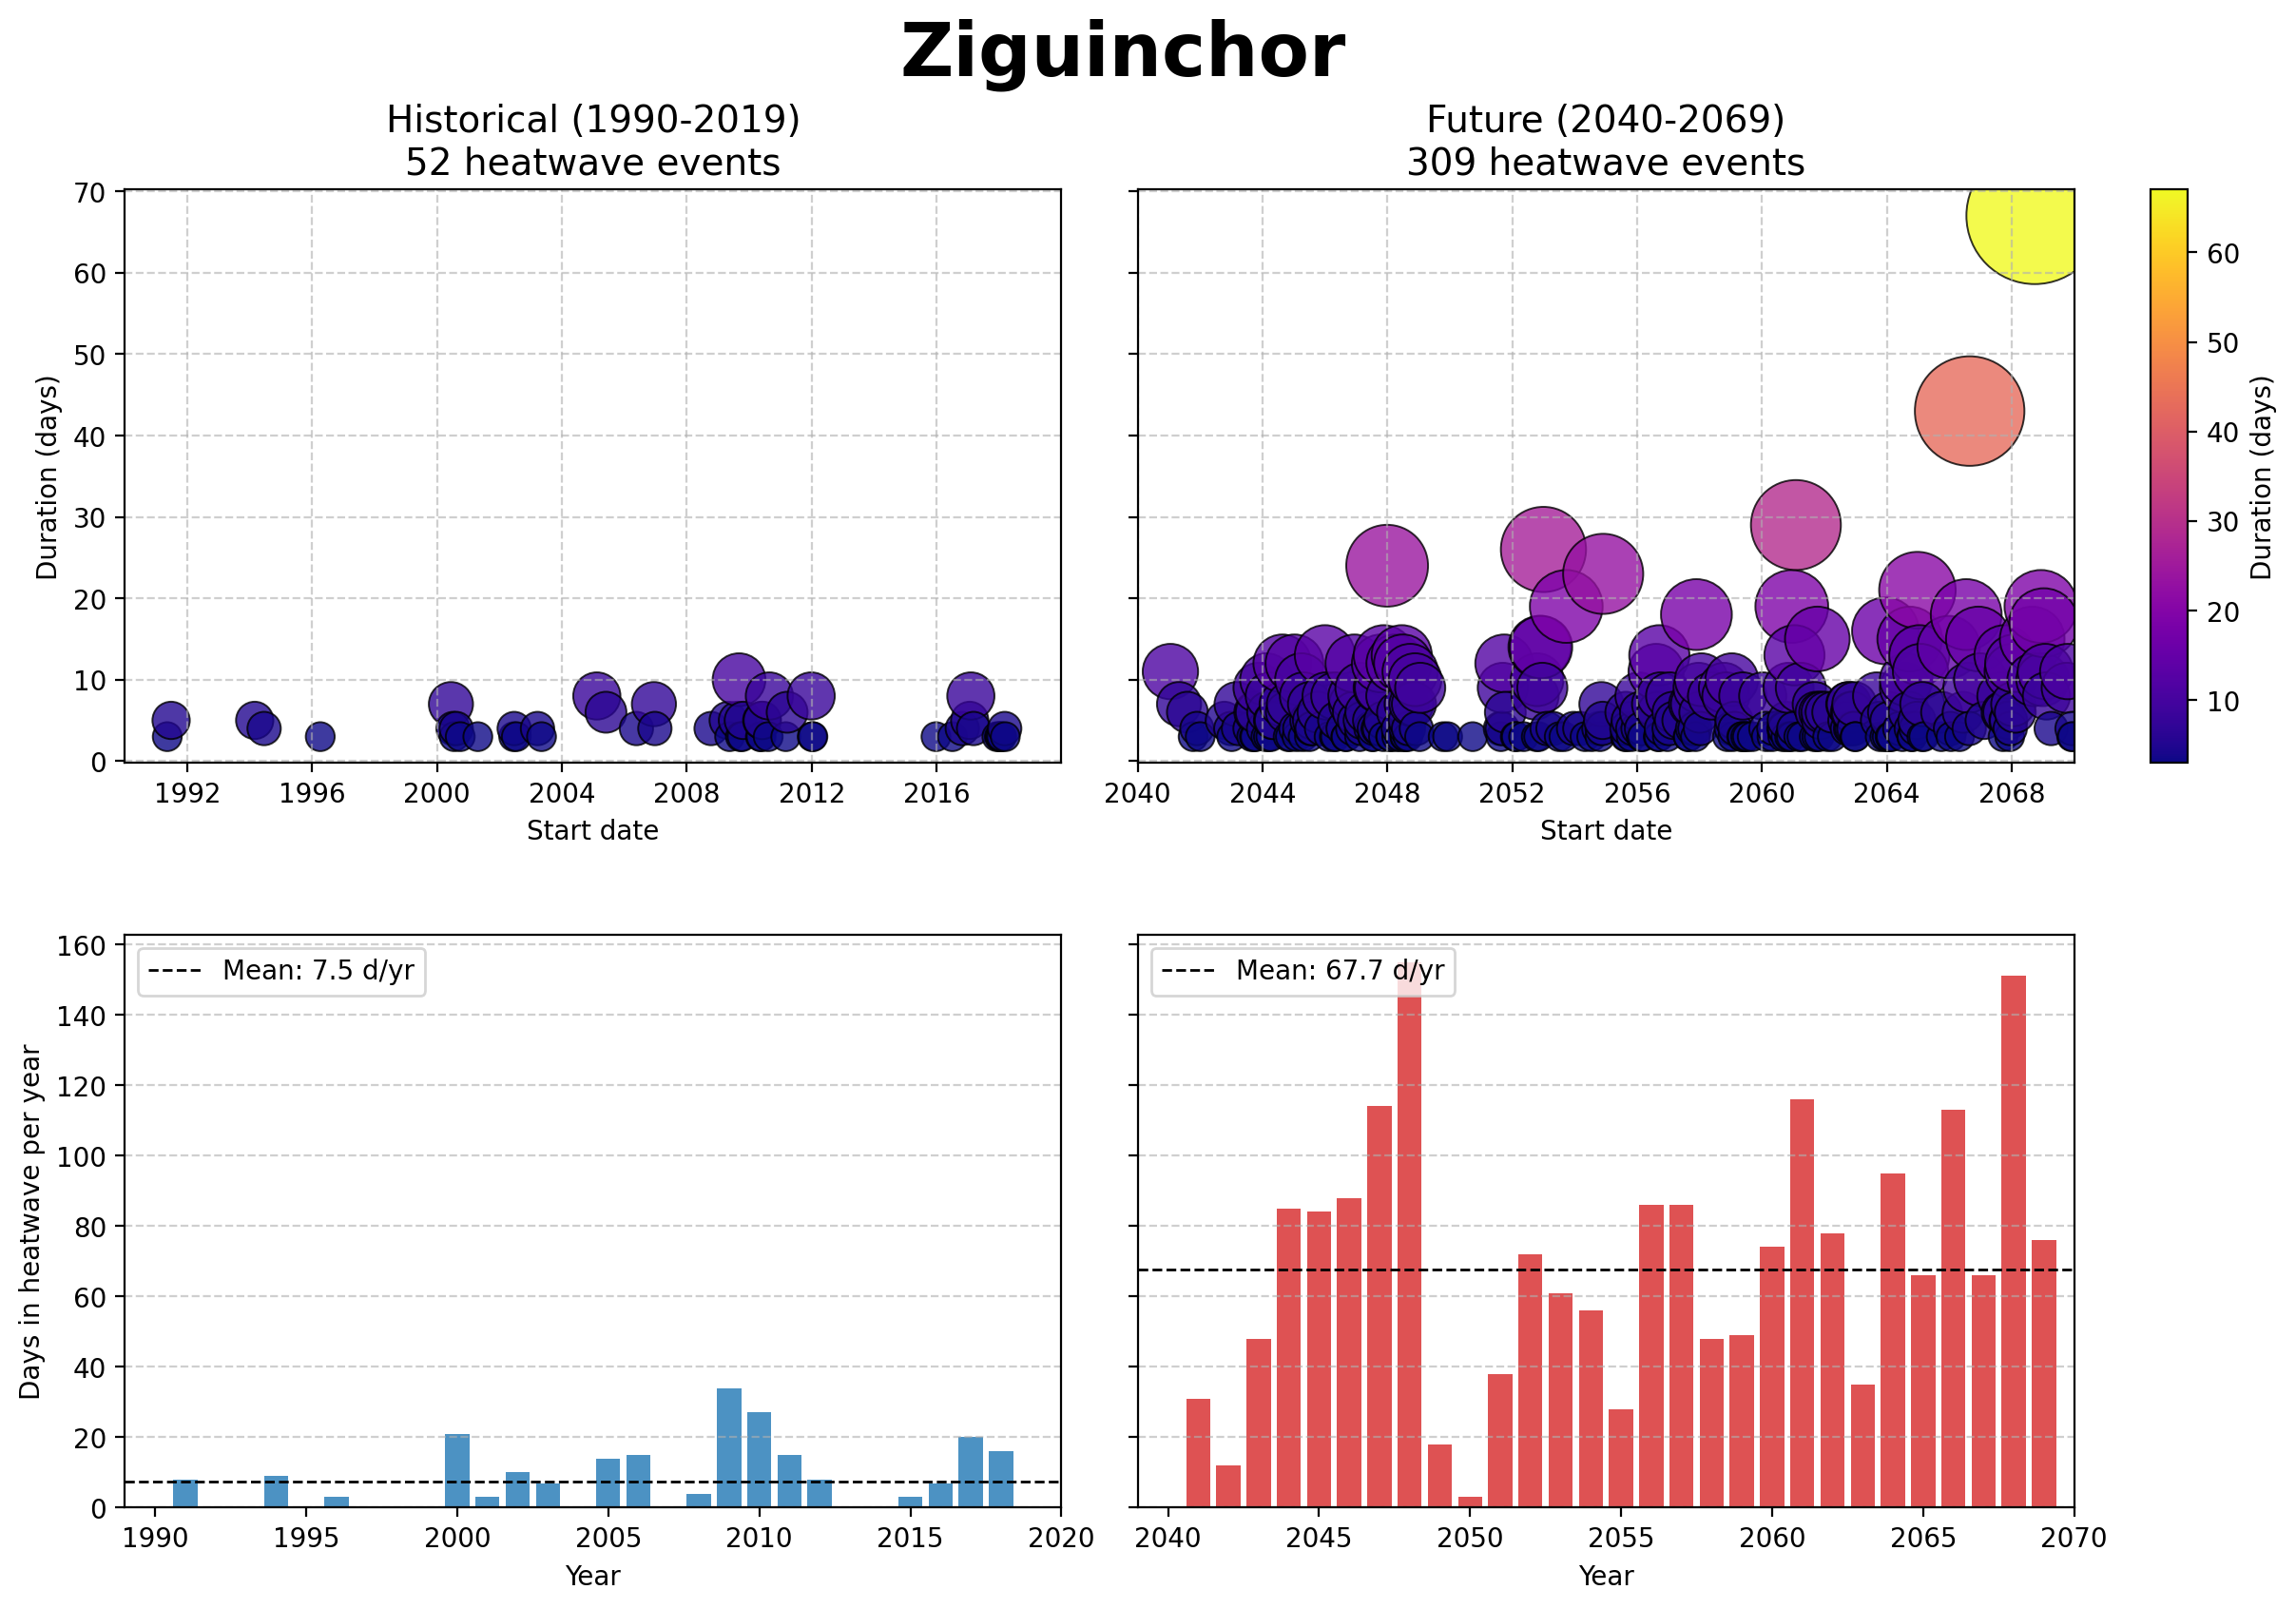 Ziguinchor
Historical (1990-2019)
52 heatwave events
Future (2040-2069)
309 heatwave events
Duration (days)
70
60
50
40
30
20
10
0
1992 1996 2000 2004 2008 2012 2016
Start date
2040 2044 2048 2052 2056 2060 2064 2068
Start date
60
50
40
30
20
10
Duration (days)
Days in heatwave per year
160
140
120
100
80
60
40
20
0
Mean: 7.5 d/yr
1990 1995 2000 2005 2010 2015 2020
Year
Mean: 67.7 d/yr
2040 2045 2050 2055 2060 2065 2070
Year